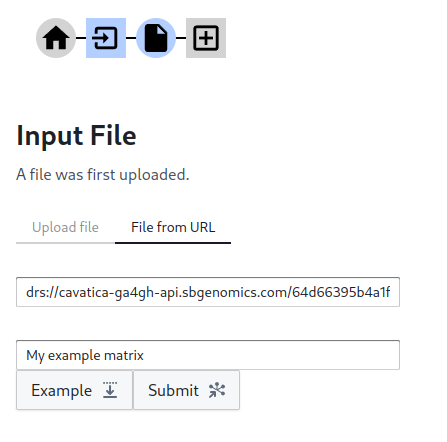 Input File
A file was first uploaded.
Upload file File from URL
drs://cavatica-ga4gh-api.sbgenomics.com/64d66395b4a1f
My example matrix
Example Submit